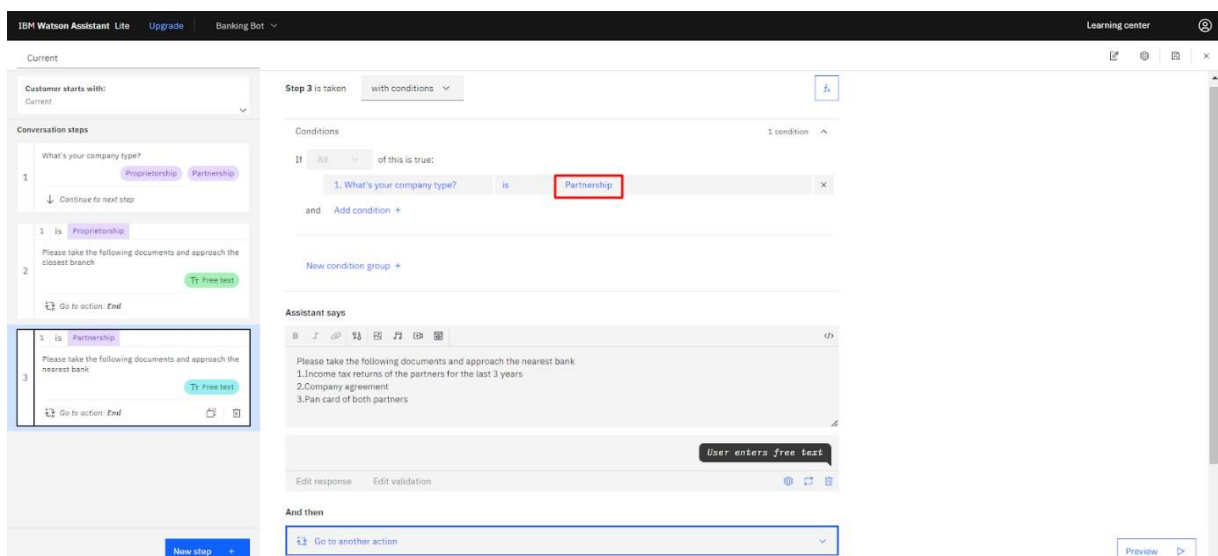 IBM Watson Assistant Lite Upgrade Banking Bot Learning center
Current
Customer starts with:
Current
Conversation steps
1
What's your company type?
Proprietorship Partnership
Continue to next step
2
1 is Proprietorship
Please take the following documents and approach the
closest branch
Tt Free text
Go to action: End
3
1 is Partnership
Please take the following documents and approach the
nearest bank
Tt Free text
Go to action: End
New step +
Step 3 is taken with conditions
fx
Conditions 1 condition
If All of this is true:
1. What's your company type? is Partnership ×
and Add condition +
New condition group +
Assistant says
B I </>
Please take the following documents and approach the nearest bank
1.Income tax returns of the partners for the last 3 years
2.Company agreement
3.Pan card of both partners
User enters free text
Edit response Edit validation
And then
Go to another action
Preview